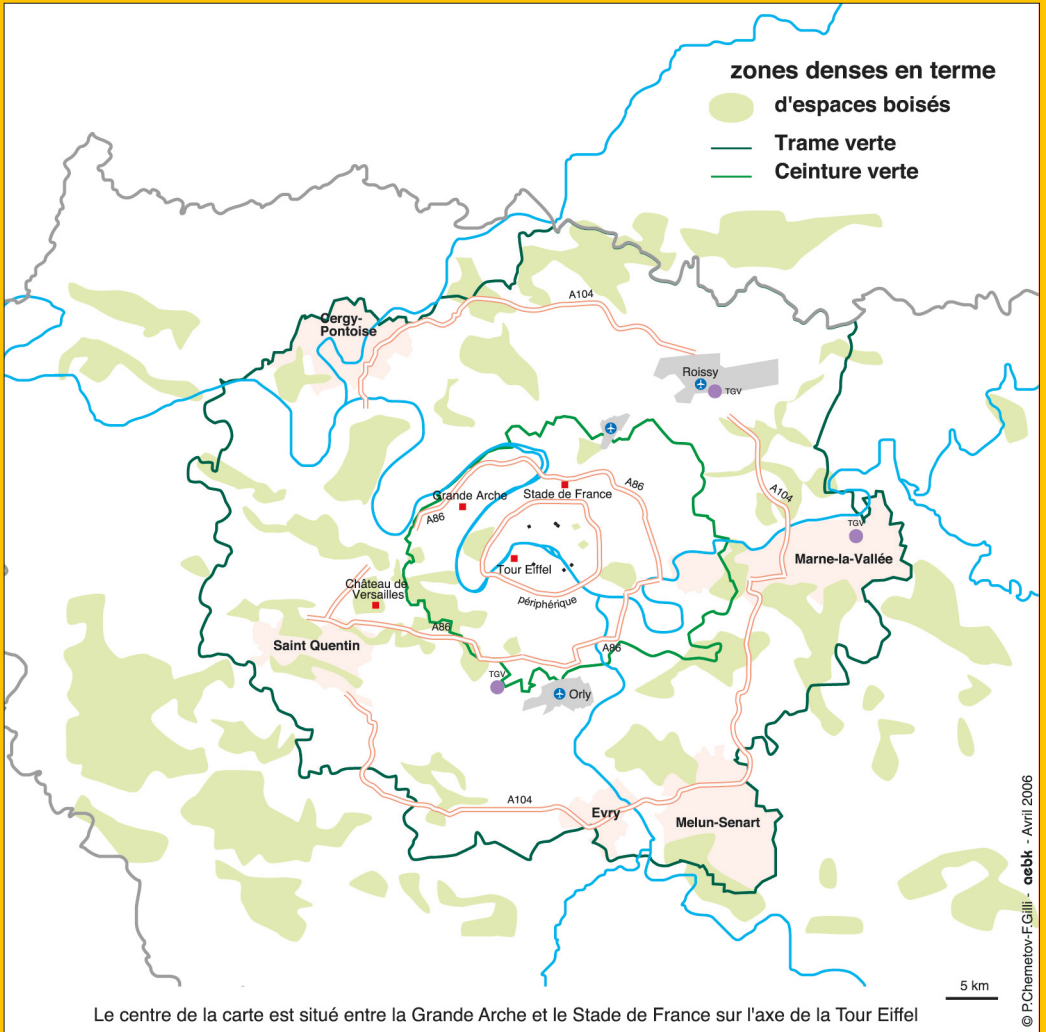 zones denses en terme
d'espaces boisés
Trame verte
Ceinture verte
A104
Cergy-
Pontoise
Roissy
TGV
Grande Arche
Stade de France
A86
A86
A104
TGV
Marne-la-Vallée
Tour Eiffel
Château de
Versailles
périphérique
A86
A86
Saint Quentin
TGV
Orly
A104
Evry
Melun-Senart
5 km
Le centre de la carte est situé entre la Grande Arche et le Stade de France sur l'axe de la Tour Eiffel
© P.Chemetov-F.Gilli - aebk - Avril 2006